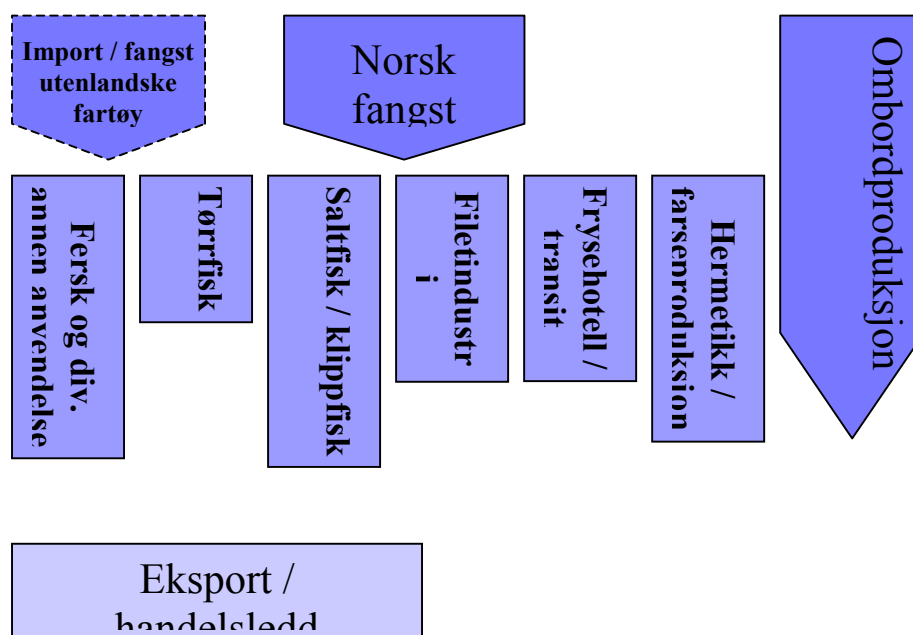 Import / fangst
utenlandske
fartøy
Norsk
fangst
Ombordproduksjon
Fersk og div.
annen anvendelse
Tørrfisk
Saltfisk / klippfisk
Filetindustr
i
Frysehotell /
transit
Hermetikk /
farseproduksjon
Eksport /
handelsledd